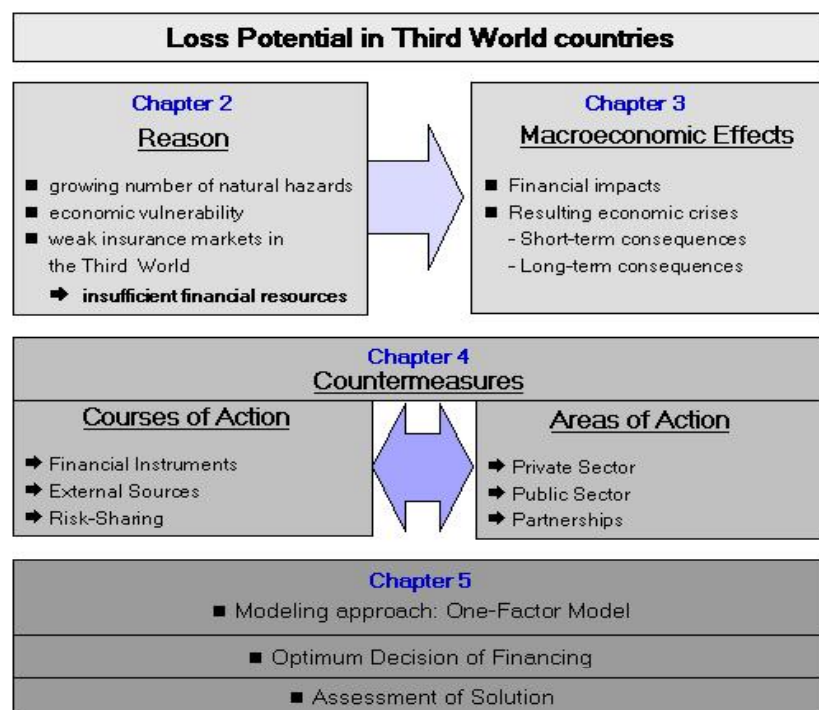 Loss Potential in Third World countries
Chapter 2
Reason
■ growing number of natural hazards
■ economic vulnerability
■ weak insurance markets in
the Third World
➔ insufficient financial resources
Chapter 3
Macroeconomic Effects
■ Financial impacts
■ Resulting economic crises
- Short-term consequences
- Long-term consequences
Chapter 4
Countermeasures
Courses of Action
➔ Financial Instruments
➔ External Sources
➔ Risk-Sharing
Areas of Action
➔ Private Sector
➔ Public Sector
➔ Partnerships
Chapter 5
■ Modeling approach: One-Factor Model
■ Optimum Decision of Financing
■ Assessment of Solution